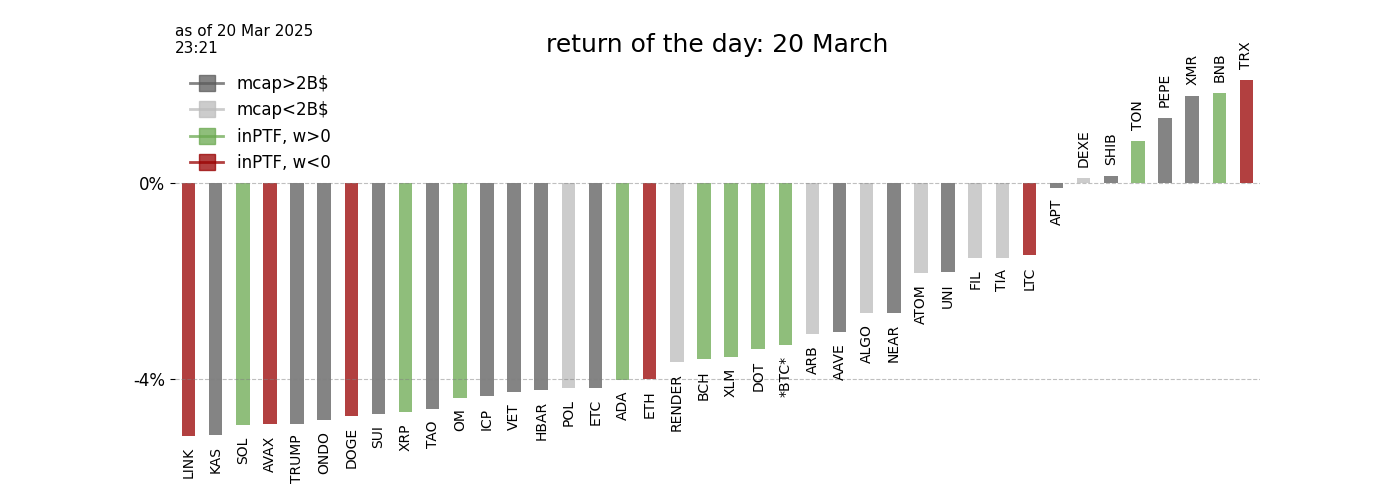 as of 20 Mar 2025
23:21
return of the day: 20 March
mcap>2B$
mcap<2B$
inPTF, w>0
inPTF, w<0
0%
-4%
LINK
KAS
SOL
AVAX
TRUMP
ONDO
DOGE
SUI
XRP
TAO
OM
ICP
VET
HBAR
POL
ETC
ADA
ETH
RENDER
BCH
XLM
DOT
*BTC*
ARB
AAVE
ALGO
NEAR
ATOM
UNI
FIL
TIA
LTC
APT
DEXE
SHIB
TON
PEPE
XMR
BNB
TRX